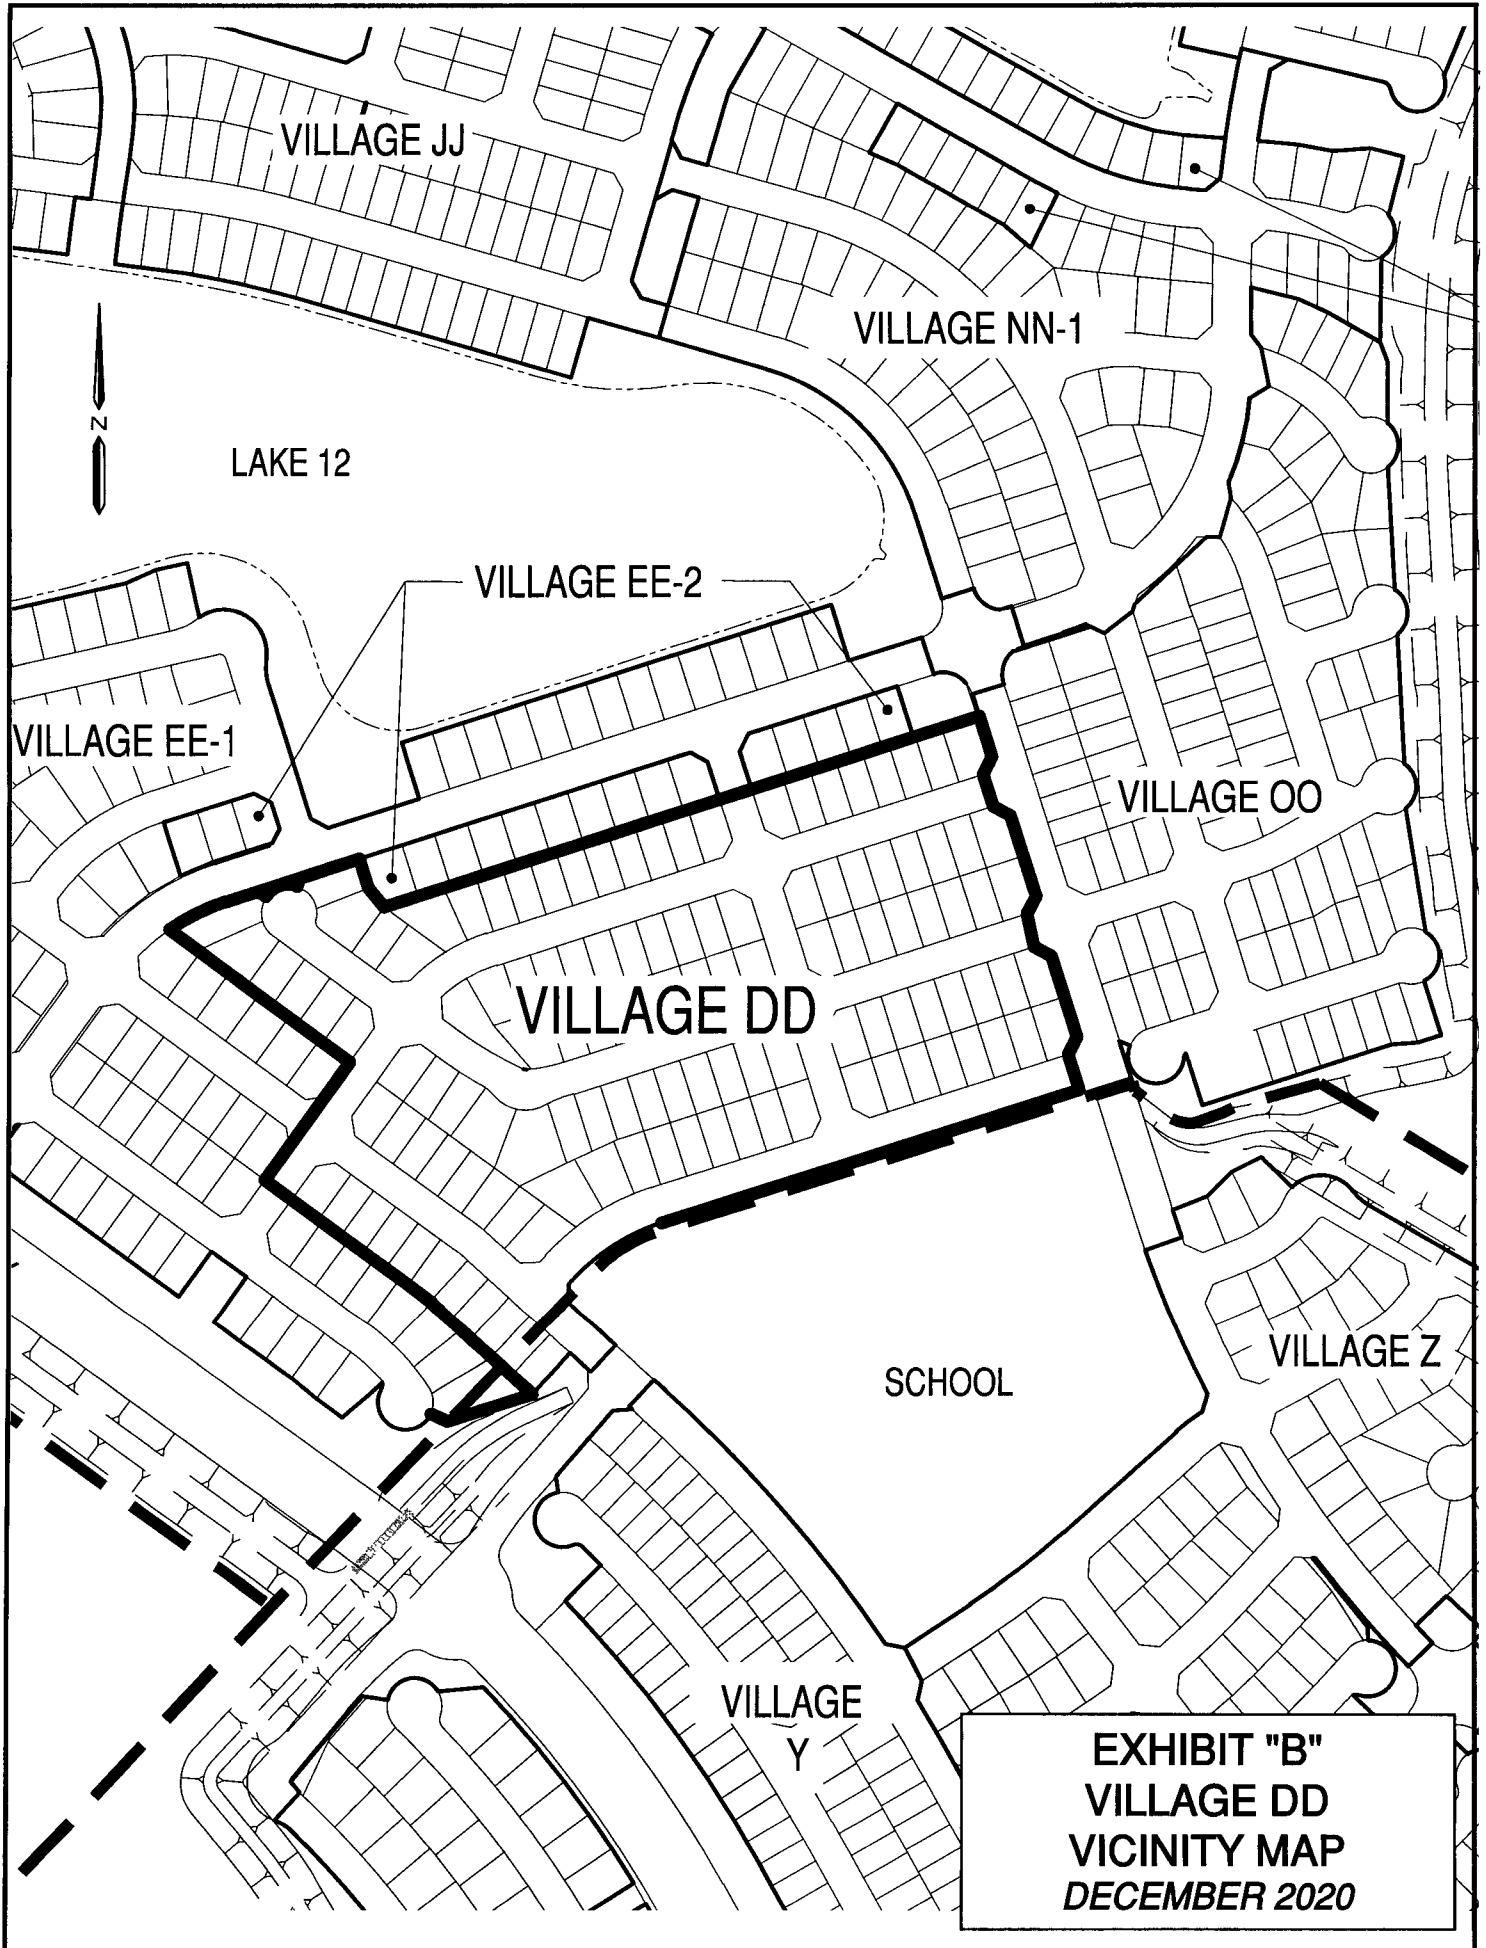 VILLAGE JJ
VILLAGE NN-1
N
LAKE 12
VILLAGE EE-2
VILLAGE EE-1
VILLAGE OO
VILLAGE DD
VILLAGE Z
SCHOOL
VILLAGE
Y
EXHIBIT "B"
VILLAGE DD
VICINITY MAP
DECEMBER 2020